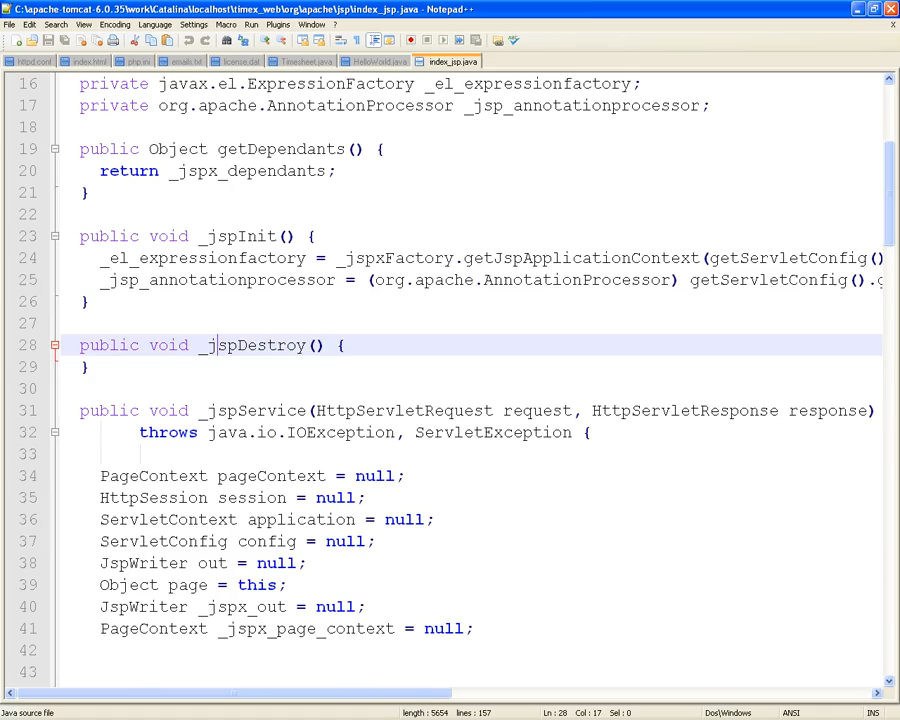 C:\apache-tomcat-6.0.35\work\Catalina\localhost\timex_web\org\apache\jsp\index_jsp.java - Notepad++
File Edit Search View Encoding Language Settings Macro Run Plugins Window ? X
httpd.conf index.html php.ini emails.txt license.dat Timesheet.java HelloWorld.java index_jsp.java
16 private javax.el.ExpressionFactory _el_expressionfactory;
17 private org.apache.AnnotationProcessor _jsp_annotationprocessor;
18
19 public Object getDependants() {
20 return _jspx_dependants;
21 }
22
23 public void _jspInit() {
24 _el_expressionfactory = _jspxFactory.getJspApplicationContext(getServletConfig()
25 _jsp_annotationprocessor = (org.apache.AnnotationProcessor) getServletConfig().g
26 }
27
28 public void _jspDestroy() {
29 }
30
31 public void _jspService(HttpServletRequest request, HttpServletResponse response)
32 throws java.io.IOException, ServletException {
33
34 PageContext pageContext = null;
35 HttpSession session = null;
36 ServletContext application = null;
37 ServletConfig config = null;
38 JspWriter out = null;
39 Object page = this;
40 JspWriter _jspx_out = null;
41 PageContext _jspx_page_context = null;
42
43
Java source file length : 5654 lines : 157 Ln : 28 Col : 17 Sel : 0 Dos\Windows ANSI INS